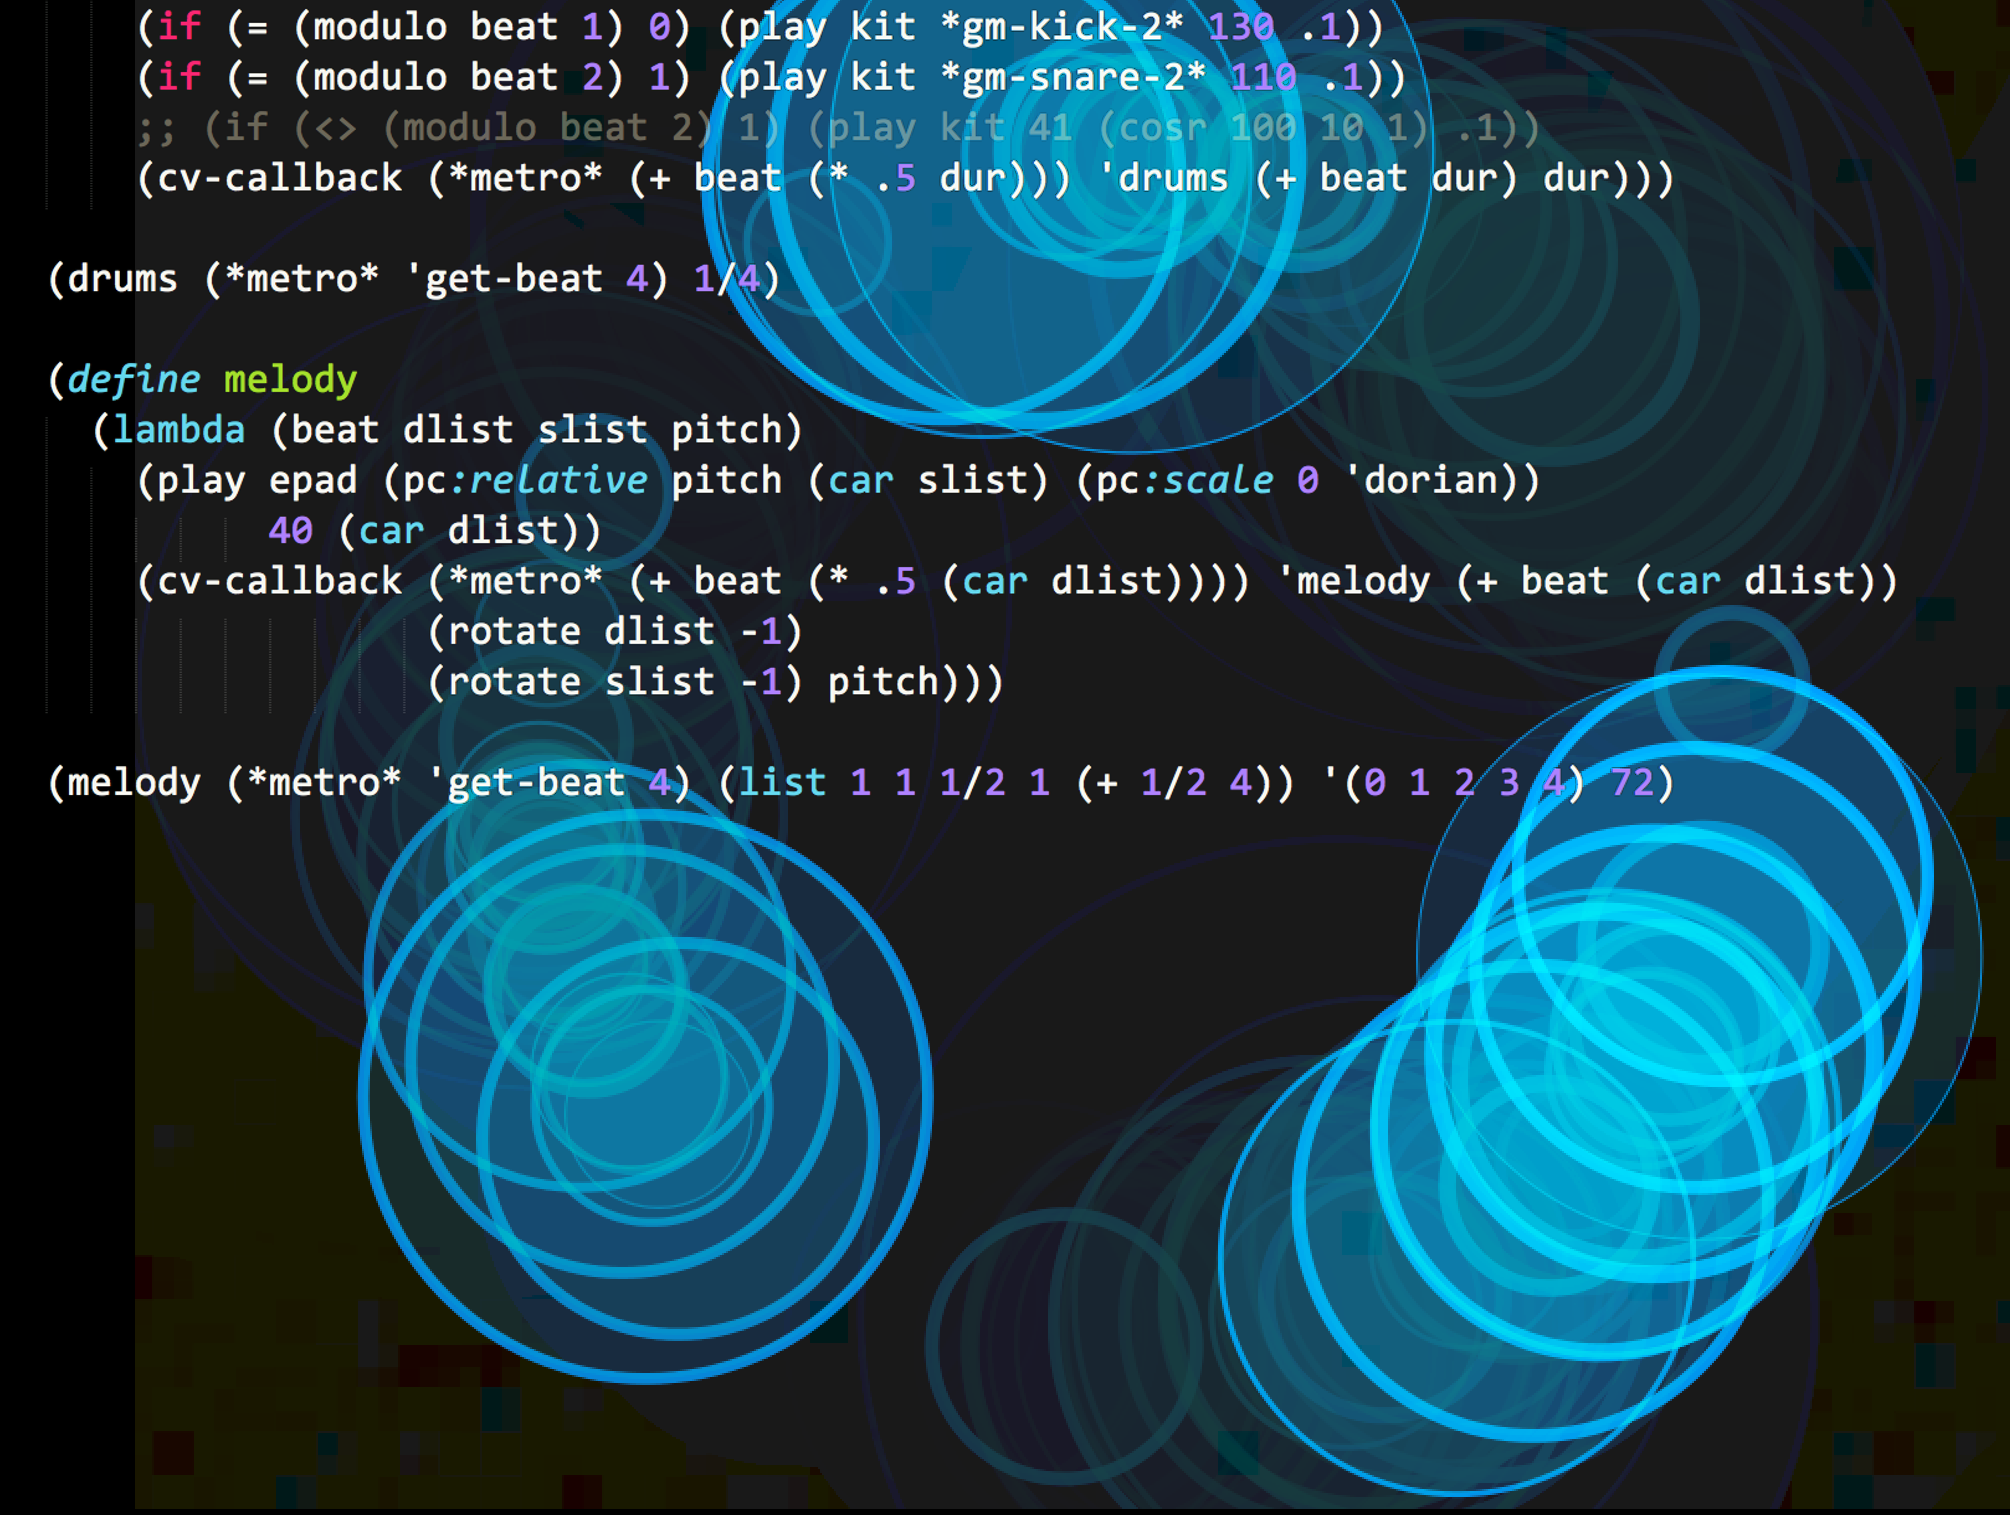 (if (= (modulo beat 1) 0) (play kit *gm-kick-2* 130 .1))
(if (= (modulo beat 2) 1) (play kit *gm-snare-2* 110 .1))
;; (if (<> (modulo beat 2) 1) (play kit 41 (cosr 100 10 1) .1))
(cv-callback (*metro* (+ beat (* .5 dur))) 'drums (+ beat dur) dur)))
(drums (*metro* 'get-beat 4) 1/4)
(define melody
(lambda (beat dlist slist pitch)
(play epad (pc:relative pitch (car slist) (pc:scale 0 'dorian))
40 (car dlist))
(cv-callback (*metro* (+ beat (* .5 (car dlist)))) 'melody (+ beat (car dlist))
(rotate dlist -1)
(rotate slist -1) pitch)))
(melody (*metro* 'get-beat 4) (list 1 1 1/2 1 (+ 1/2 4)) '(0 1 2 3 4) 72)